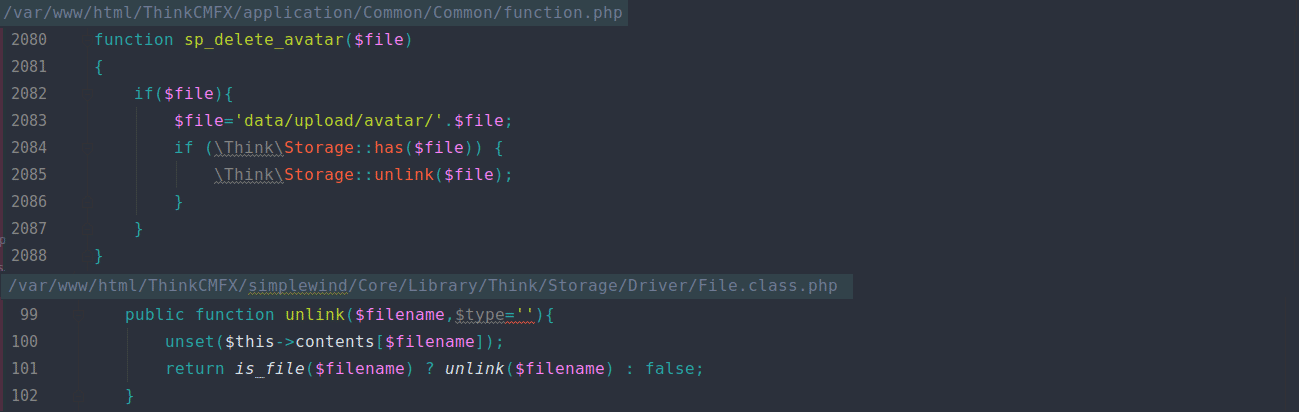 /var/www/html/ThinkCMFX/application/Common/Common/function.php
2080 function sp_delete_avatar($file)
2081 {
2082 if($file){
2083 $file='data/upload/avatar/'.$file;
2084 if (\Think\Storage::has($file)) {
2085 \Think\Storage::unlink($file);
2086 }
2087 }
p
2088 }
s
/var/www/html/ThinkCMFX/simplewind/Core/Library/Think/Storage/Driver/File.class.php
99 public function unlink($filename,$type=''){
100 unset($this->contents[$filename]);
101 return is_file($filename) ? unlink($filename) : false;
102 }